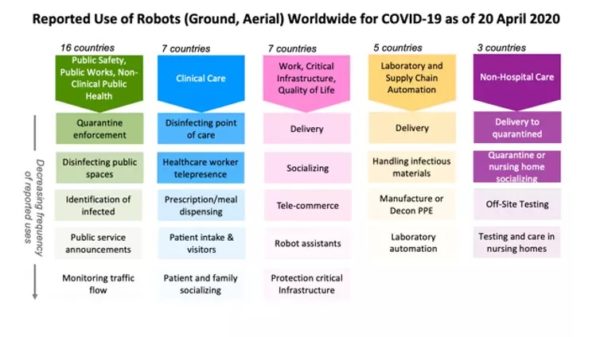 Reported Use of Robots (Ground, Aerial) Worldwide for COVID-19 as of 20 April 2020
16 countries
Public Safety,
Public Works, Non-
Clinical Public
Health
Quarantine
enforcement
Disinfecting public
spaces
Identification of
infected
Public service
announcements
Monitoring traffic
flow
7 countries
Clinical Care
Disinfecting point
of care
Healthcare worker
telepresence
Prescription/meal
dispensing
Patient intake &
visitors
Patient and family
socializing
7 countries
Work, Critical
Infrastructure,
Quality of Life
Delivery
Socializing
Tele-commerce
Robot assistants
Protection critical
Infrastructure
5 countries
Laboratory and
Supply Chain
Automation
Delivery
Handling infectious
materials
Manufacture or
Decon PPE
Laboratory
automation
3 countries
Non-Hospital Care
Delivery to
quarantined
Quarantine or
nursing home
socializing
Off-Site Testing
Testing and care in
nursing homes
Decreasing frequency
of reported uses